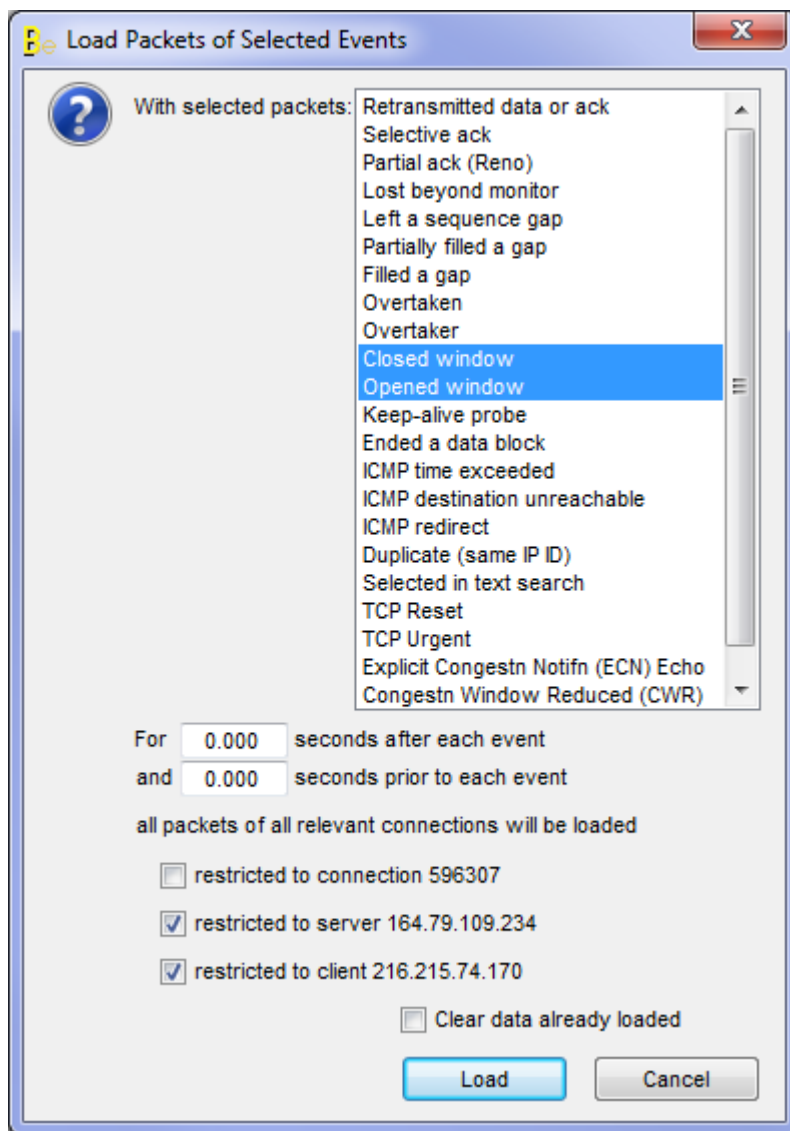 Load Packets of Selected Events
With selected packets:
Retransmitted data or ack
Selective ack
Partial ack (Reno)
Lost beyond monitor
Left a sequence gap
Partially filled a gap
Filled a gap
Overtaken
Overtaker
Closed window
Opened window
Keep-alive probe
Ended a data block
ICMP time exceeded
ICMP destination unreachable
ICMP redirect
Duplicate (same IP ID)
Selected in text search
TCP Reset
TCP Urgent
Explicit Congestn Notifn (ECN) Echo
Congestn Window Reduced (CWR)
For 0.000 seconds after each event
and 0.000 seconds prior to each event
all packets of all relevant connections will be loaded
restricted to connection 596307
restricted to server 164.79.109.234
restricted to client 216.215.74.170
Clear data already loaded
Load Cancel